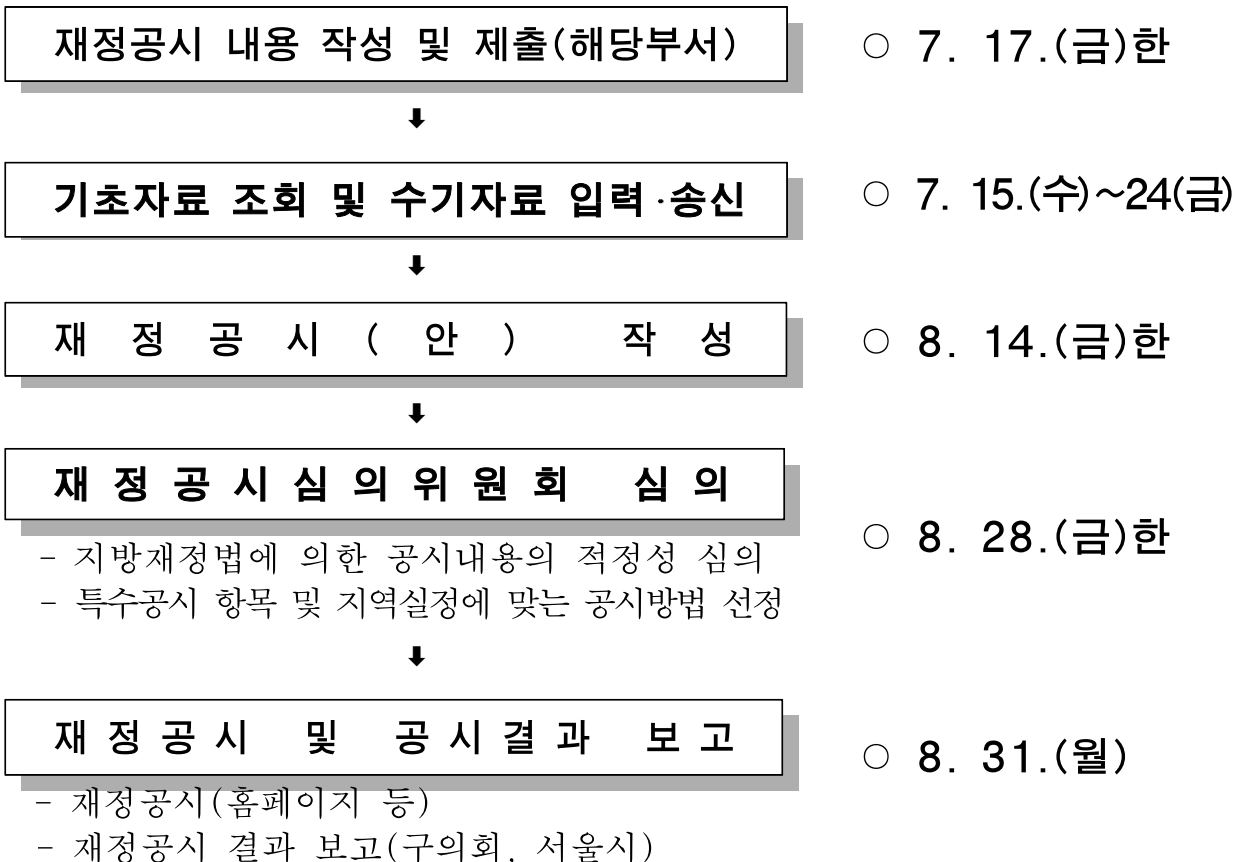 재정공시 내용 작성 및 제출(해당부서) ○ 7. 17.(금)한
⬇
기초자료 조회 및 수기자료 입력·송신 ○ 7. 15.(수)~24(금)
⬇
재 정 공 시 ( 안 ) 작 성 ○ 8. 14.(금)한
⬇
재 정 공 시 심 의 위 원 회 심 의
- 지방재정법에 의한 공시내용의 적정성 심의 ○ 8. 28.(금)한
- 특수공시 항목 및 지역실정에 맞는 공시방법 선정
⬇
재 정 공 시 및 공 시 결 과 보 고 ○ 8. 31.(월)
- 재정공시(홈페이지 등)
- 재정공시 결과 보고(구의회, 서울시)